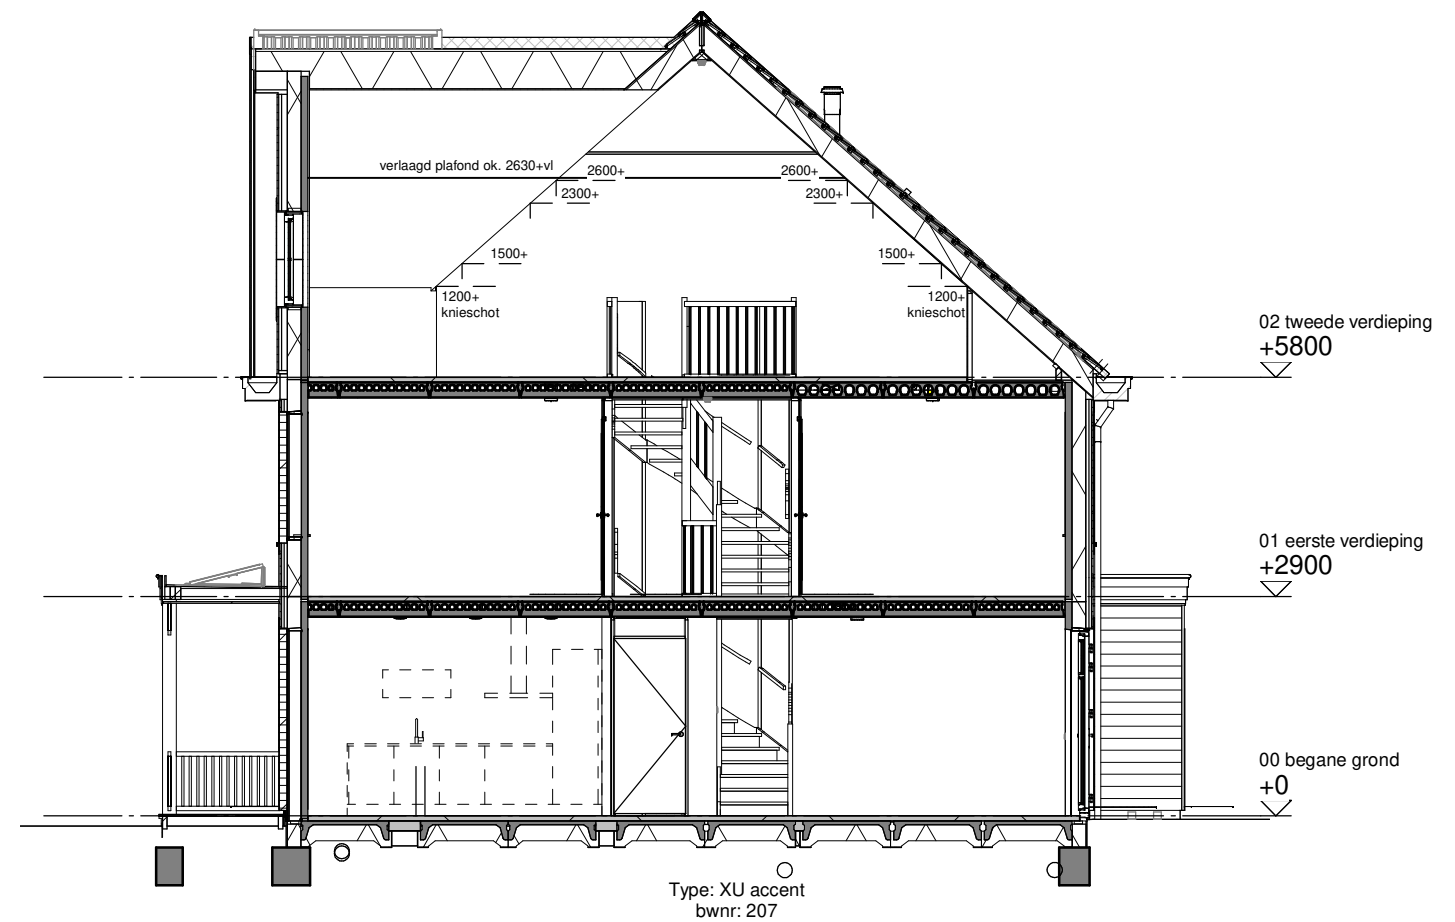 verlaagd plafond ok. 2630+vl
2600+
2600+
2300+
2300+
1500+
1500+
1200+
knieschot
1200+
knieschot
02 tweede verdieping
+5800
01 eerste verdieping
+2900
00 begane grond
+0
Type: XU accent
bwnr: 207